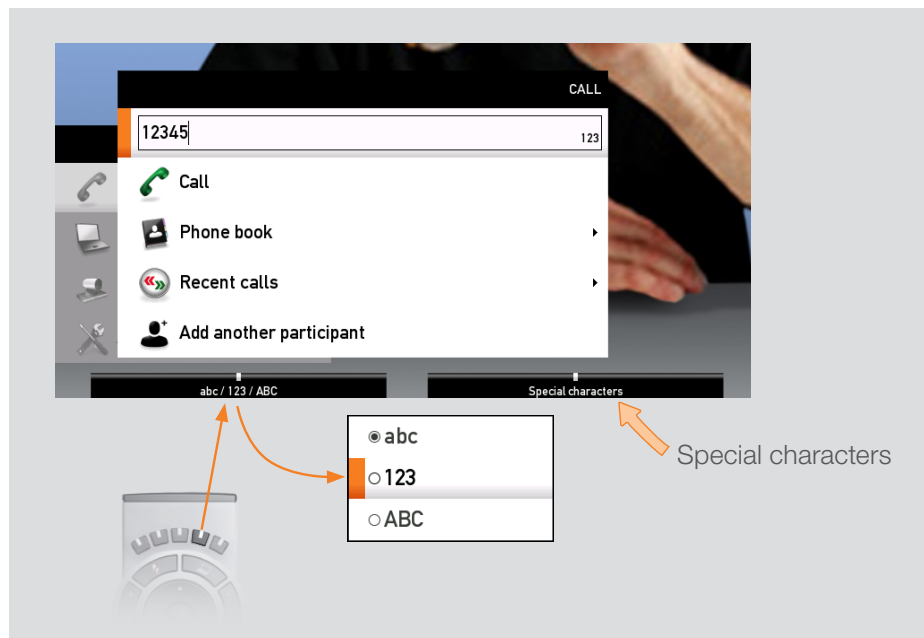 CALL
12345
123
Call
Phone book
Recent calls
Add another participant
abc / 123 / ABC
Special characters
abc
123
ABC
Special characters